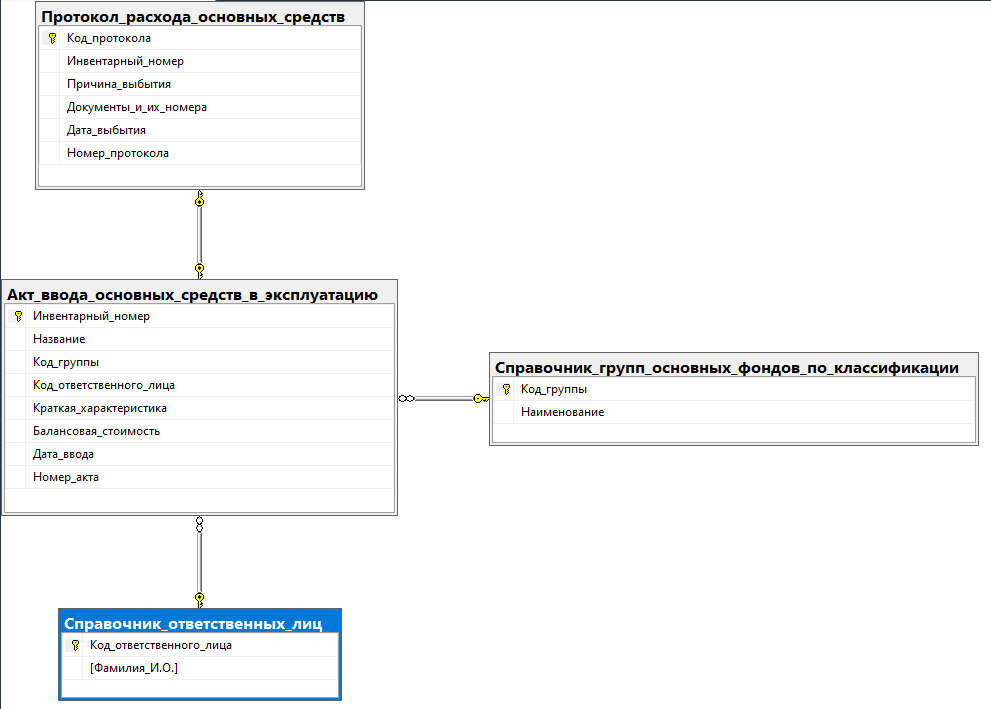 Протокол_расхода_основных_средств
Код_протокола
Инвентарный_номер
Причина_выбытия
Документы_и_их_номера
Дата_выбытия
Номер_протокола
Акт_ввода_основных_средств_в_эксплуатацию
Инвентарный_номер
Название
Код_группы
Код_ответственного_лица
Краткая_характеристика
Балансовая_стоимость
Дата_ввода
Номер_акта
Справочник_групп_основных_фондов_по_классификации
Код_группы
Наименование
Справочник_ответственных_лиц
Код_ответственного_лица
[Фамилия_И.О.]